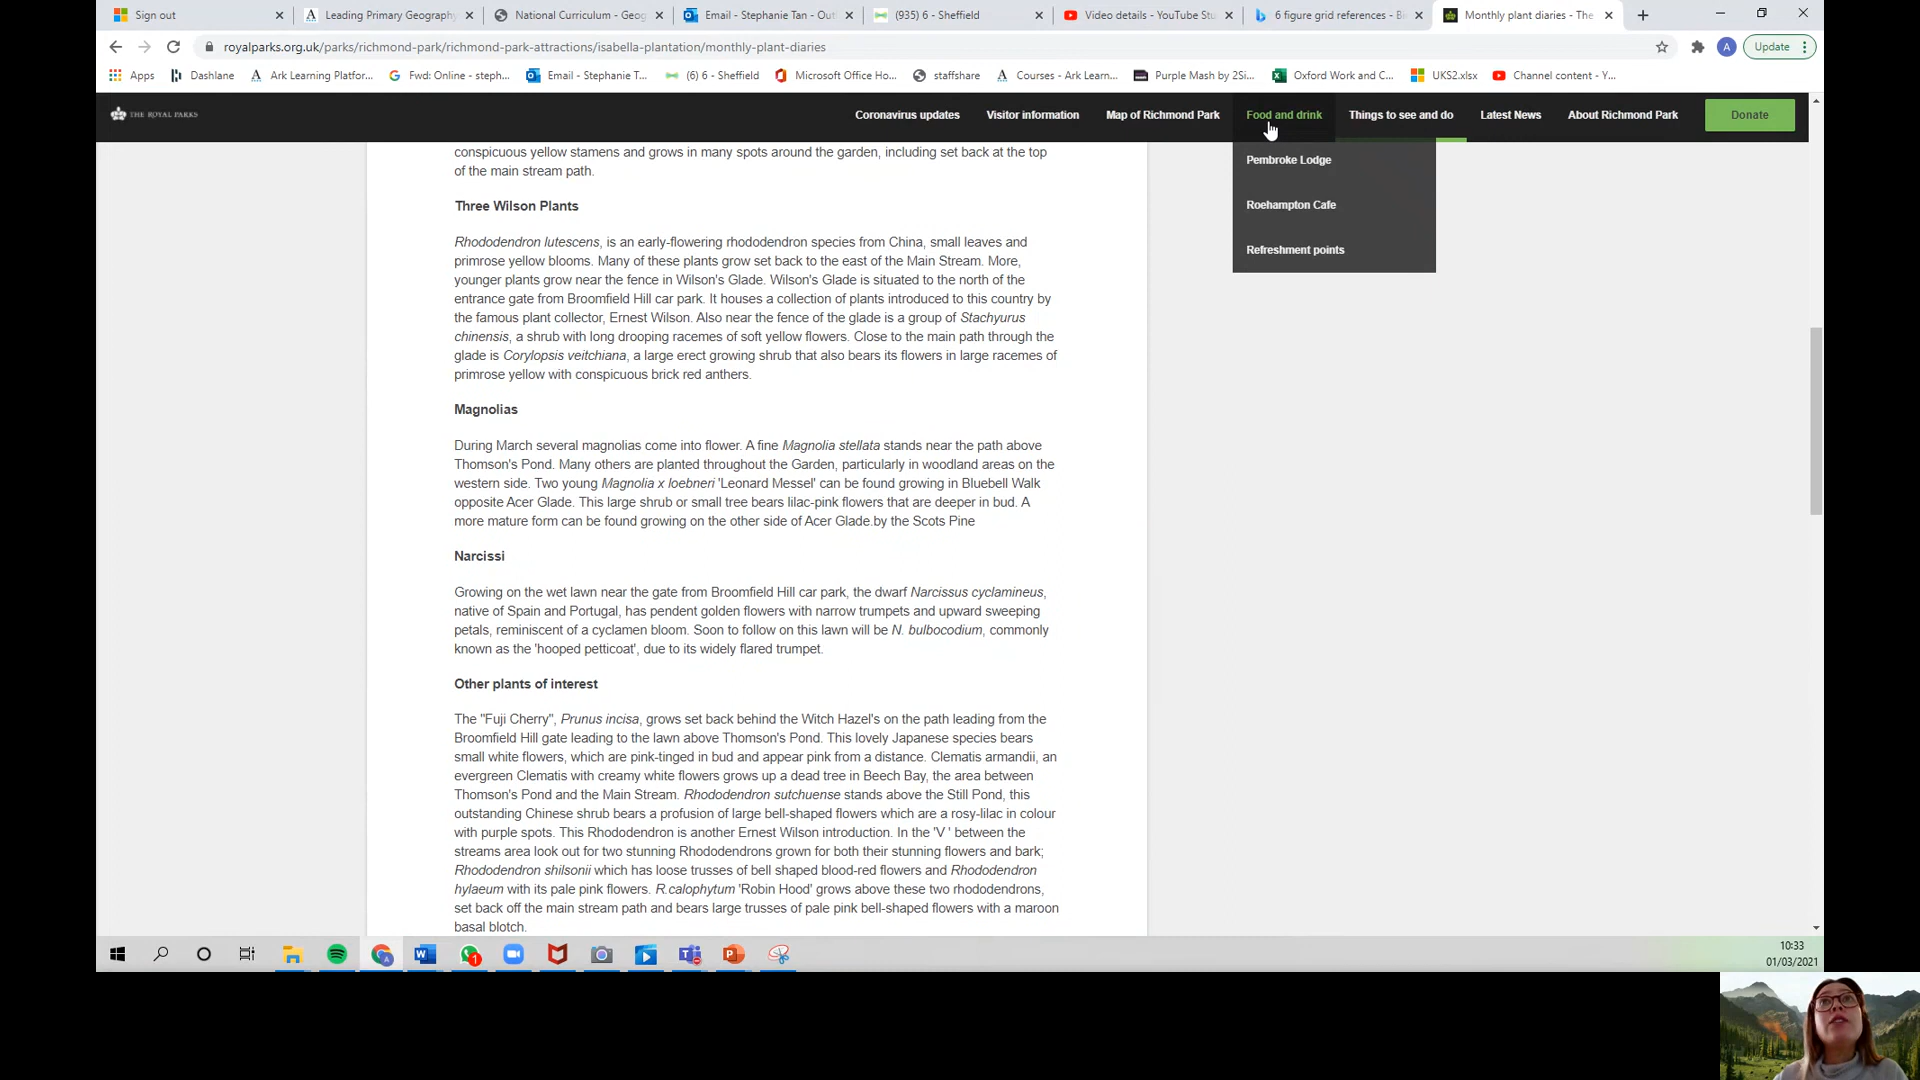 Sign out
Leading Primary Geography
National Curriculum - Geog
Email - Stephanie Tan - Out
(935) 6 - Sheffield
Video details - YouTube Stu
6 figure grid references - Bi
Monthly plant diaries - The
royalparks.org.uk/parks/richmond-park/richmond-park-attractions/isabella-plantation/monthly-plant-diaries
A
Update
Apps
Dashlane
Ark Learning Platfor...
Fwd: Online - steph...
Email - Stephanie T...
(6) 6 - Sheffield
Microsoft Office Ho...
staffshare
Courses - Ark Learn...
Purple Mash by 2Si...
Oxford Work and C...
UKS2.xlsx
Channel content - Y...
THE ROYAL PARKS
Coronavirus updates
Visitor information
Map of Richmond Park
Food and drink
Things to see and do
Latest News
About Richmond Park
Donate
Pembroke Lodge
Roehampton Cafe
Refreshment points
conspicuous yellow stamens and grows in many spots around the garden, including set back at the top
of the main stream path.
Three Wilson Plants
Rhododendron lutescens, is an early-flowering rhododendron species from China, small leaves and
primrose yellow blooms. Many of these plants grow set back to the east of the Main Stream. More,
younger plants grow near the fence in Wilson's Glade. Wilson's Glade is situated to the north of the
entrance gate from Broomfield Hill car park. It houses a collection of plants introduced to this country by
the famous plant collector, Ernest Wilson. Also near the fence of the glade is a group of Stachyurus
chinensis, a shrub with long drooping racemes of soft yellow flowers. Close to the main path through the
glade is Corylopsis veitchiana, a large erect growing shrub that also bears its flowers in large racemes of
primrose yellow with conspicuous brick red anthers.
Magnolias
During March several magnolias come into flower. A fine Magnolia stellata stands near the path above
Thomson's Pond. Many others are planted throughout the Garden, particularly in woodland areas on the
western side. Two young Magnolia x loebneri 'Leonard Messel' can be found growing in Bluebell Walk
opposite Acer Glade. This large shrub or small tree bears lilac-pink flowers that are deeper in bud. A
more mature form can be found growing on the other side of Acer Glade.by the Scots Pine
Narcissi
Growing on the wet lawn near the gate from Broomfield Hill car park, the dwarf Narcissus cyclamineus,
native of Spain and Portugal, has pendent golden flowers with narrow trumpets and upward sweeping
petals, reminiscent of a cyclamen bloom. Soon to follow on this lawn will be N. bulbocodium, commonly
known as the 'hooped petticoat', due to its widely flared trumpet.
Other plants of interest
The "Fuji Cherry", Prunus incisa, grows set back behind the Witch Hazel's on the path leading from the
Broomfield Hill gate leading to the lawn above Thomson's Pond. This lovely Japanese species bears
small white flowers, which are pink-tinged in bud and appear pink from a distance. Clematis armandii, an
evergreen Clematis with creamy white flowers grows up a dead tree in Beech Bay, the area between
Thomson's Pond and the Main Stream. Rhododendron sutchuense stands above the Still Pond, this
outstanding Chinese shrub bears a profusion of large bell-shaped flowers which are a rosy-lilac in colour
with purple spots. This Rhododendron is another Ernest Wilson introduction. In the 'V ' between the
streams area look out for two stunning Rhododendrons grown for both their stunning flowers and bark;
Rhododendron shilsonii which has loose trusses of bell shaped blood-red flowers and Rhododendron
hylaeum with its pale pink flowers. R.calophytum 'Robin Hood' grows above these two rhododendrons,
set back off the main stream path and bears large trusses of pale pink bell-shaped flowers with a maroon
basal blotch.
10:33
01/03/2021